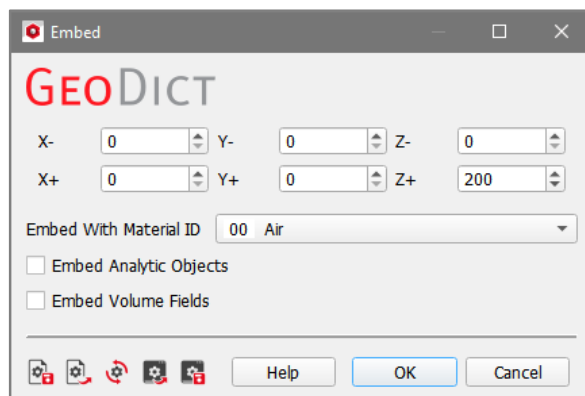 Embed
GEODICT
X- 0 Y- 0 Z- 0
X+ 0 Y+ 0 Z+ 200
Embed With Material ID 00 Air
Embed Analytic Objects
Embed Volume Fields
Help OK Cancel